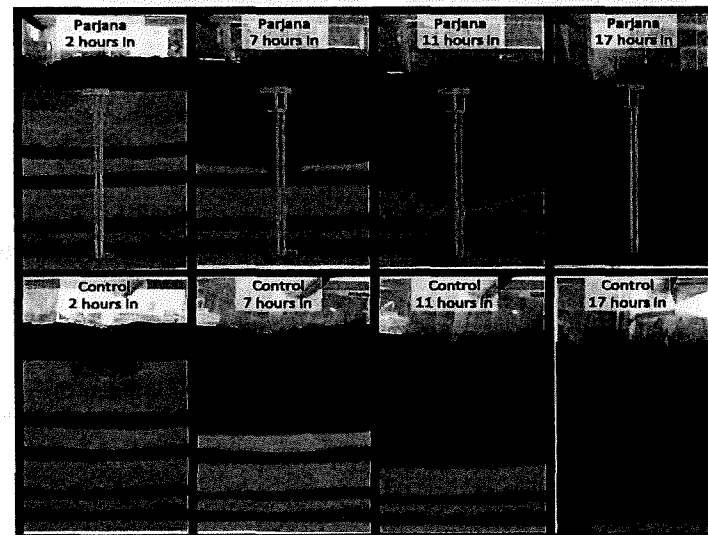 Parjana
2 hours in
Parjana
7 hours in
Parjana
11 hours in
Parjana
17 hours in
Control
2 hours in
Control
7 hours in
Control
11 hours in
Control
17 hours in